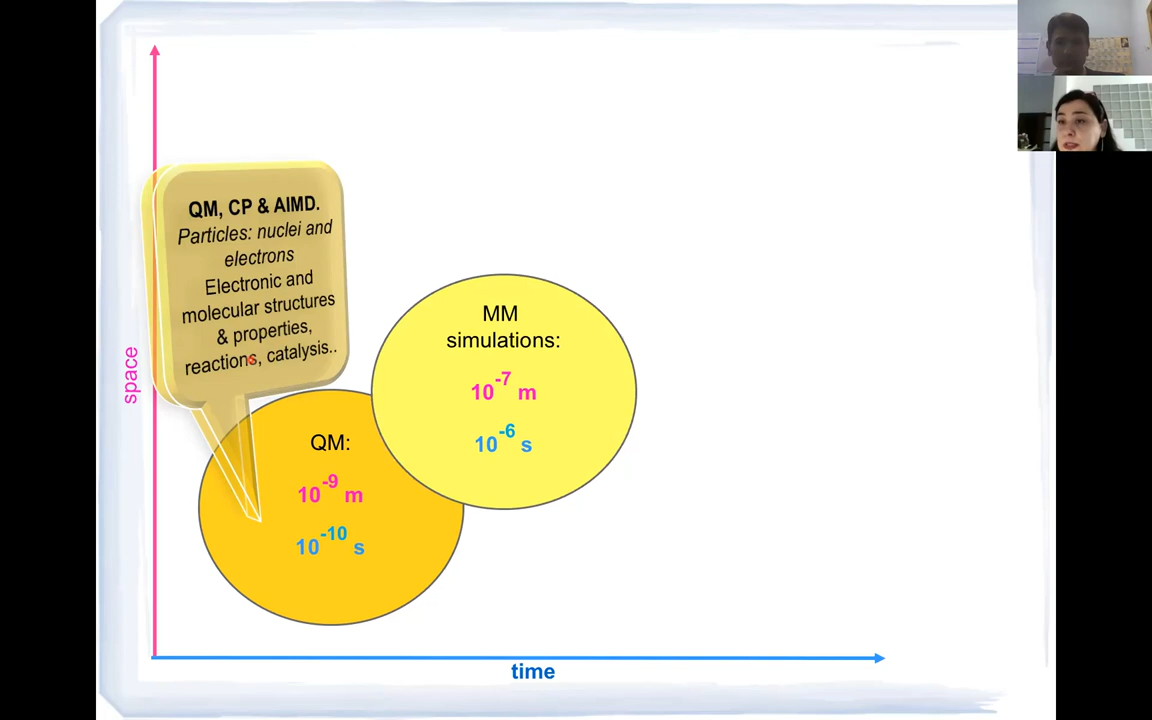 QM, CP & AIMD.
Particles: nuclei and
electrons
Electronic and
molecular structures
& properties,
reactions, catalysis..
MM
simulations:
10⁻⁷ m
10⁻⁶ s
QM:
10⁻⁹ m
10⁻¹⁰ s
space
time